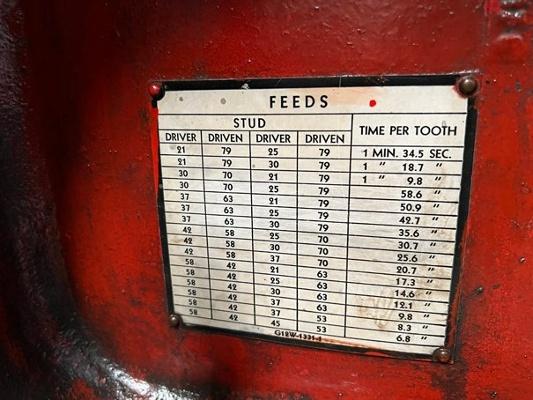 FEEDS
STUD
TIME PER TOOTH
DRIVER DRIVEN DRIVER DRIVEN
21 79 25 79 1 MIN. 34.5 SEC.
21 79 30 79 1 " 18.7 "
30 70 21 79 1 " 9.8 "
30 70 25 79 58.6 "
37 63 21 79 50.9 "
37 63 25 79 42.7 "
37 63 30 79 35.6 "
42 58 25 70 30.7 "
42 58 30 70 25.6 "
42 58 37 70 20.7 "
58 42 21 63 17.3 "
58 42 25 63 14.6 "
58 42 30 63 12.1 "
58 42 37 63 9.8 "
58 42 37 53 8.3 "
58 42 45 53 6.8 "
G12W-1331-1